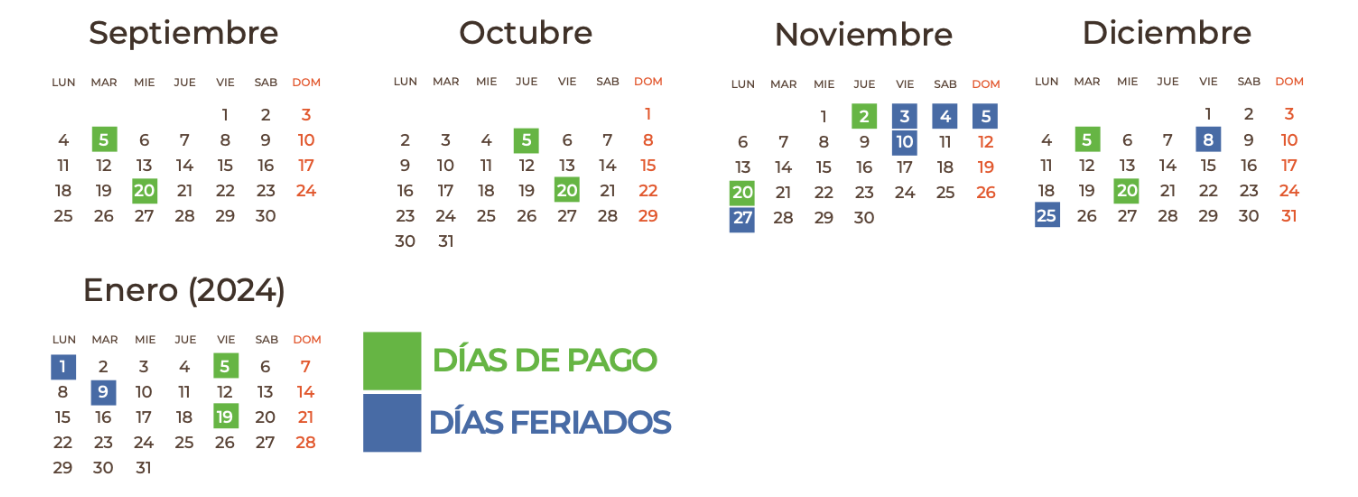 Septiembre
LUN MAR MIE JUE VIE SAB DOM
1 2 3
4 5 6 7 8 9 10
11 12 13 14 15 16 17
18 19 20 21 22 23 24
25 26 27 28 29 30
Octubre
LUN MAR MIE JUE VIE SAB DOM
1
2 3 4 5 6 7 8
9 10 11 12 13 14 15
16 17 18 19 20 21 22
23 24 25 26 27 28 29
30 31
Noviembre
LUN MAR MIE JUE VIE SAB DOM
1 2 3 4 5
6 7 8 9 10 11 12
13 14 15 16 17 18 19
20 21 22 23 24 25 26
27 28 29 30
Diciembre
LUN MAR MIE JUE VIE SAB DOM
1 2 3
4 5 6 7 8 9 10
11 12 13 14 15 16 17
18 19 20 21 22 23 24
25 26 27 28 29 30 31
Enero (2024)
LUN MAR MIE JUE VIE SAB DOM
1 2 3 4 5 6 7
8 9 10 11 12 13 14
15 16 17 18 19 20 21
22 23 24 25 26 27 28
29 30 31
DÍAS DE PAGO
DÍAS FERIADOS